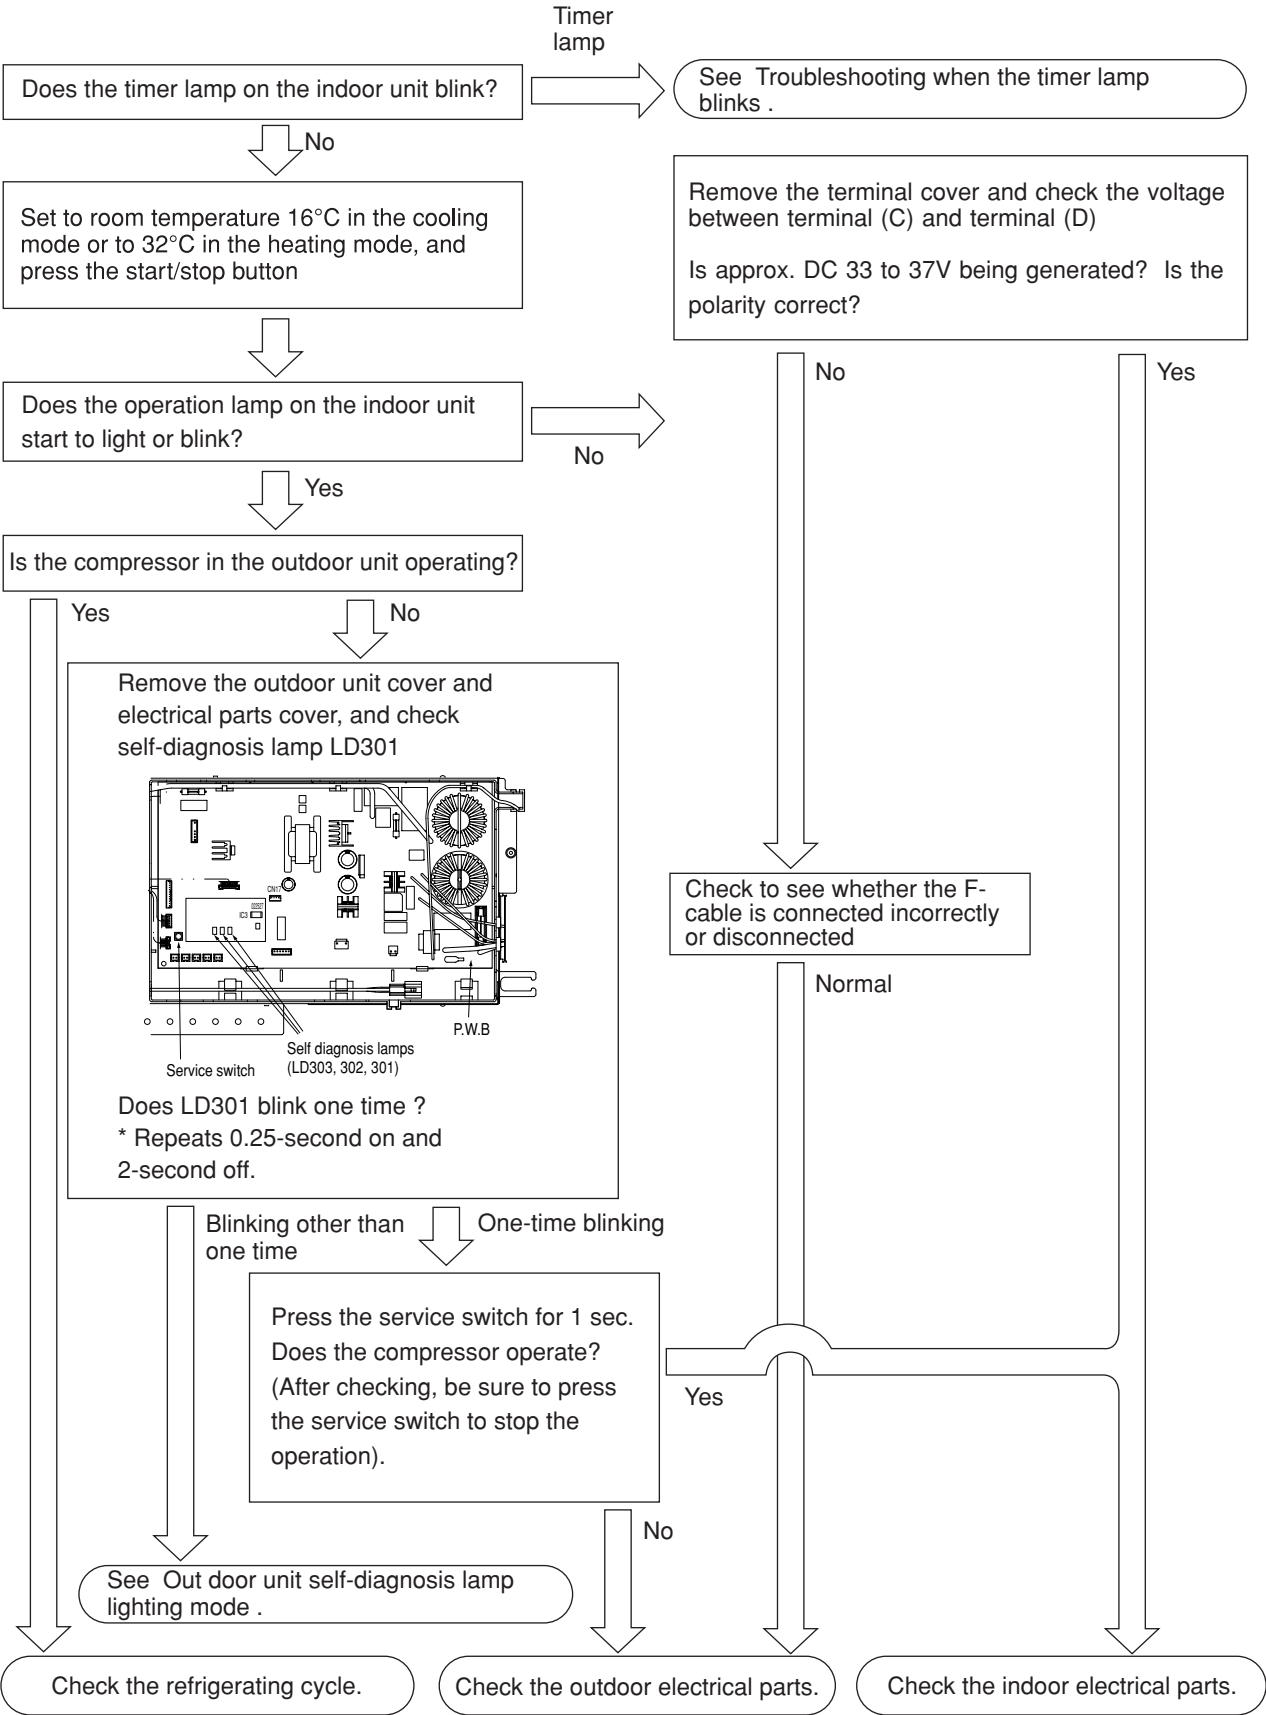 Timer
lamp
Does the timer lamp on the indoor unit blink?
See Troubleshooting when the timer lamp
blinks .
No
Set to room temperature 16°C in the cooling
mode or to 32°C in the heating mode, and
press the start/stop button
Remove the terminal cover and check the voltage
between terminal (C) and terminal (D)
Is approx. DC 33 to 37V being generated? Is the
polarity correct?
No
Yes
Does the operation lamp on the indoor unit
start to light or blink?
No
Yes
Is the compressor in the outdoor unit operating?
Yes
No
Remove the outdoor unit cover and
electrical parts cover, and check
self-diagnosis lamp LD301
CN17
IC3
P.W.B
Self diagnosis lamps
(LD303, 302, 301)
Service switch
Does LD301 blink one time ?
* Repeats 0.25-second on and
2-second off.
Check to see whether the F-
cable is connected incorrectly
or disconnected
Normal
Blinking other than
one time
One-time blinking
Press the service switch for 1 sec.
Does the compressor operate?
(After checking, be sure to press
the service switch to stop the
operation).
Yes
No
See Out door unit self-diagnosis lamp
lighting mode .
Check the refrigerating cycle.
Check the outdoor electrical parts.
Check the indoor electrical parts.